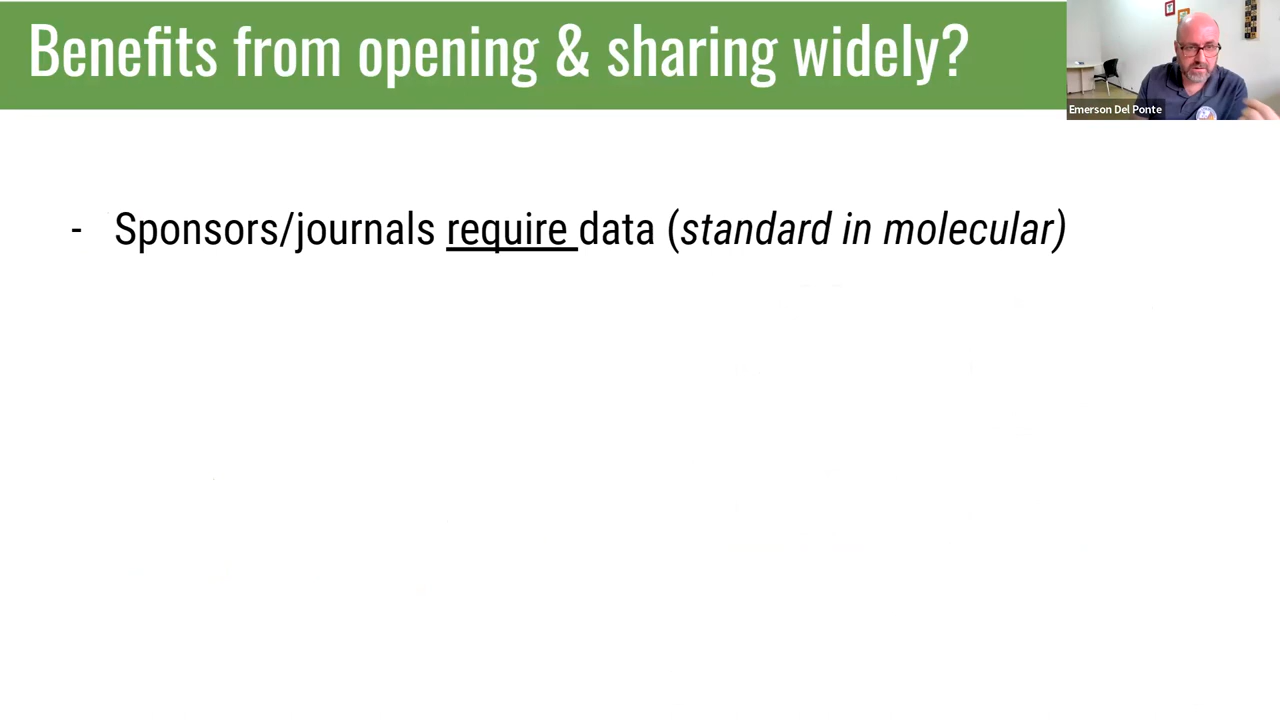 Benefits from opening & sharing widely?
Emerson Del Ponte
- Sponsors/journals require data (standard in molecular)